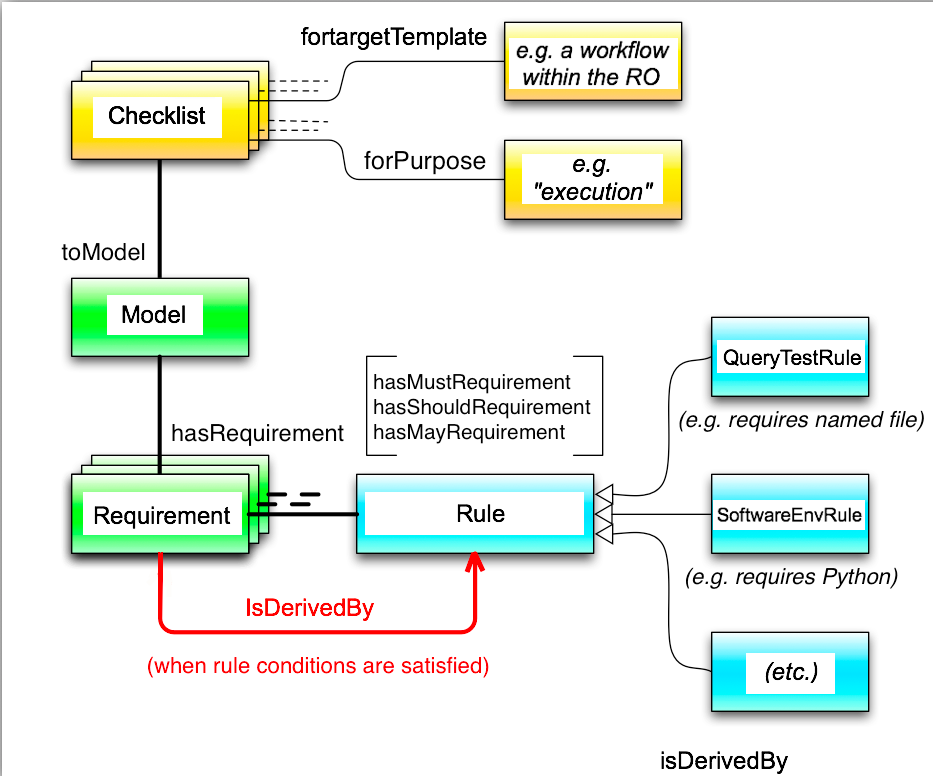 fortargetTemplate
e.g. a workflow
within the RO
Checklist
forPurpose
e.g.
"execution"
toModel
Model
QueryTestRule
(e.g. requires named file)
hasMustRequirement
hasShouldRequirement
hasMayRequirement
hasRequirement
Requirement
Rule
SoftwareEnvRule
(e.g. requires Python)
IsDerivedBy
(when rule conditions are satisfied)
(etc.)
isDerivedBy